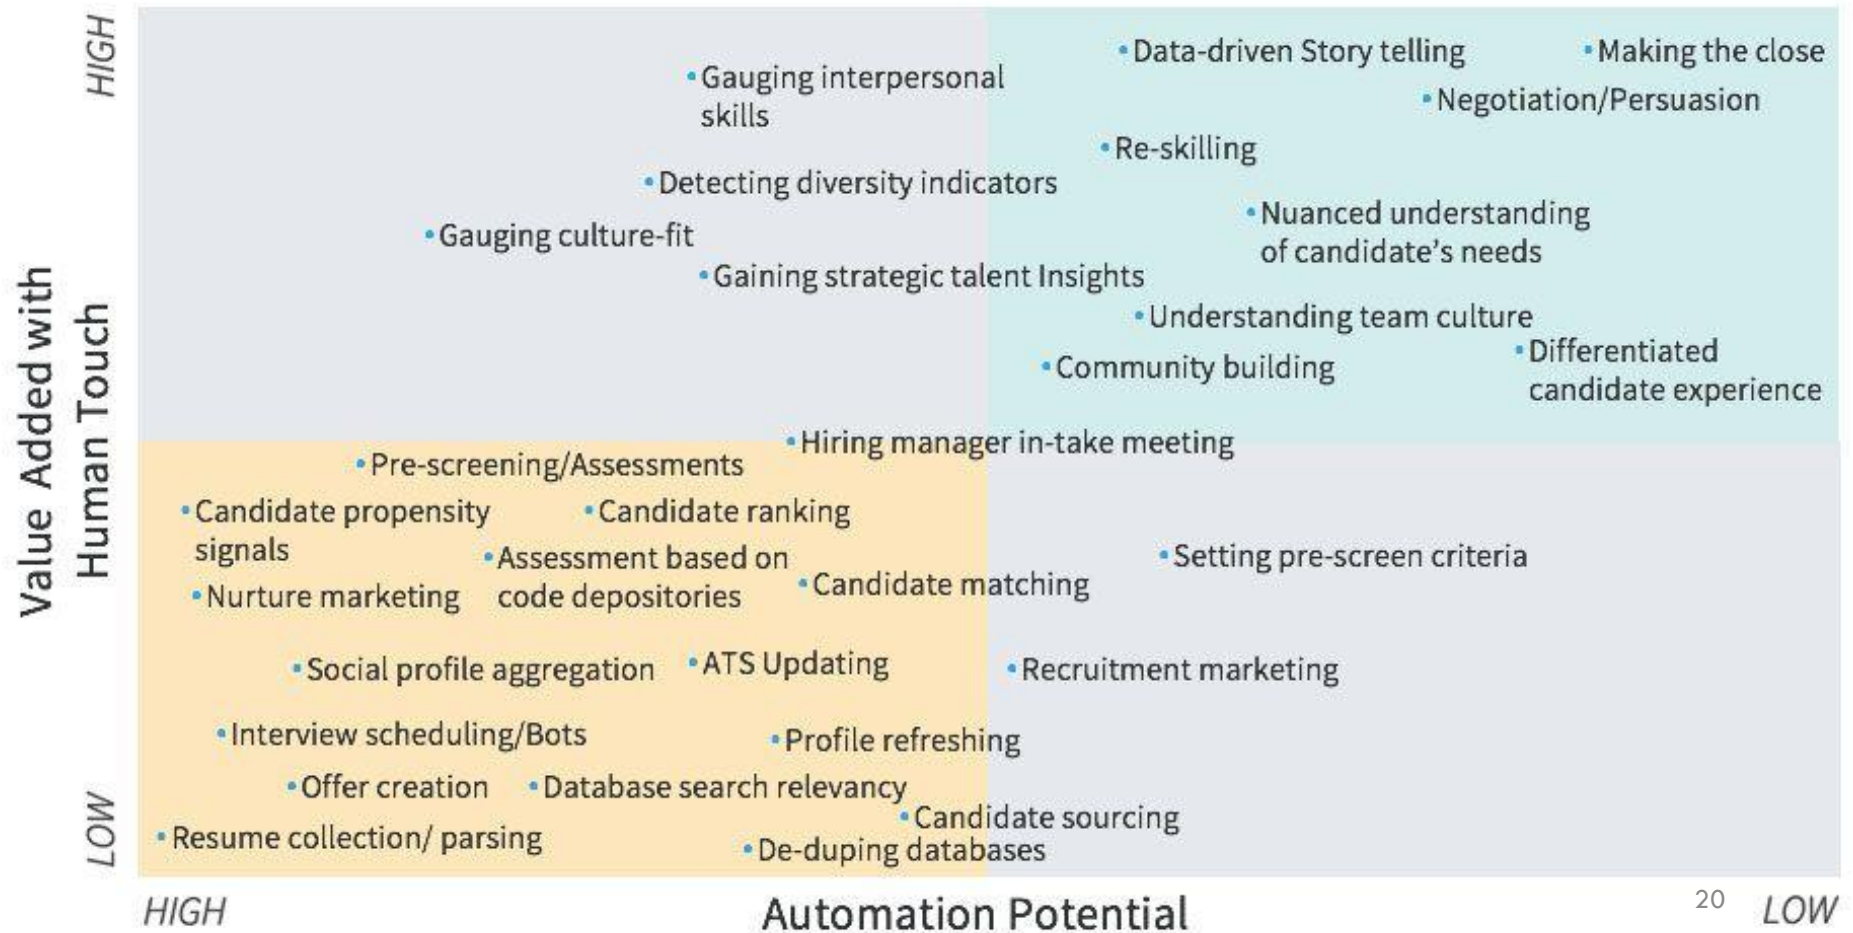 HIGH
• Data-driven Story telling
• Making the close
• Gauging interpersonal
skills
• Negotiation/Persuasion
• Re-skilling
• Detecting diversity indicators
• Nuanced understanding
of candidate's needs
• Gauging culture-fit
• Gaining strategic talent Insights
• Understanding team culture
• Differentiated
candidate experience
• Community building
Value Added with
Human Touch
• Hiring manager in-take meeting
• Pre-screening/Assessments
• Candidate propensity
signals
• Candidate ranking
• Assessment based on
code depositories
• Setting pre-screen criteria
• Candidate matching
• Nurture marketing
• Social profile aggregation
• ATS Updating
• Recruitment marketing
• Interview scheduling/Bots
• Profile refreshing
• Offer creation
• Database search relevancy
• Candidate sourcing
• Resume collection/ parsing
• De-duping databases
LOW
HIGH
Automation Potential
20
LOW